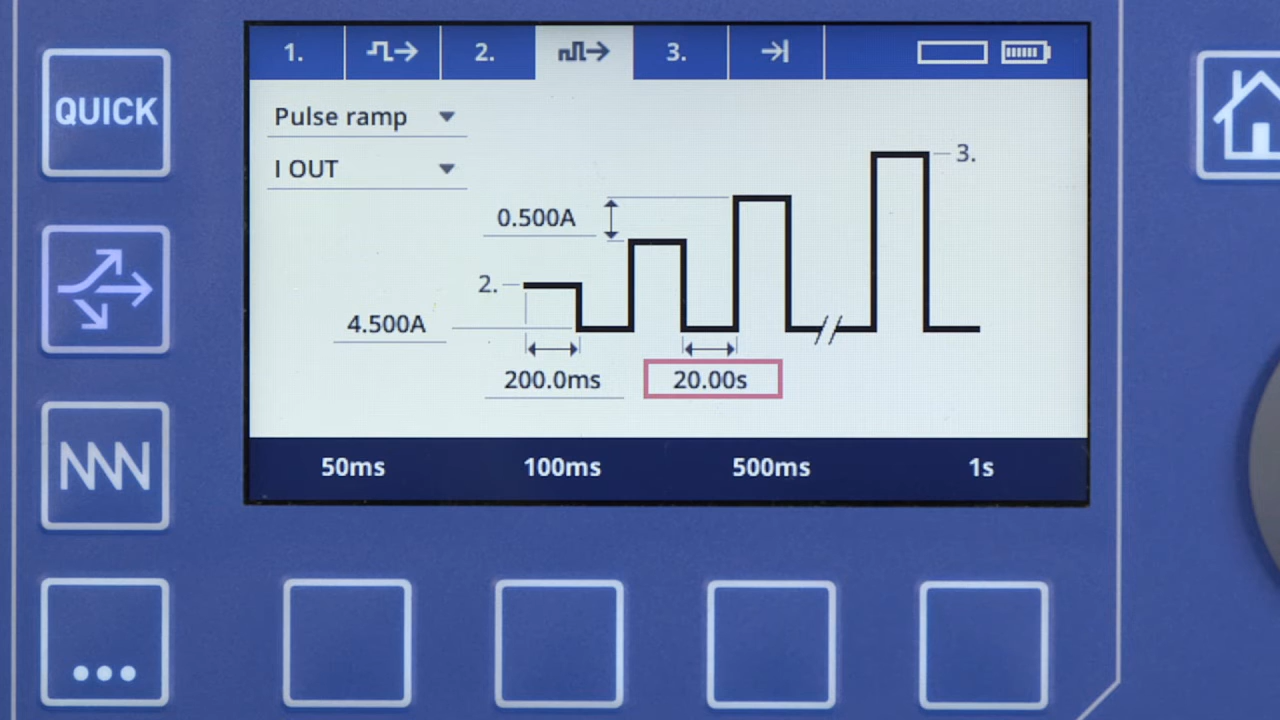 QUICK
1.
2.
3.
Pulse ramp
I OUT
3.
0.500A
2.
4.500A
200.0ms
20.00s
50ms
100ms
500ms
1s